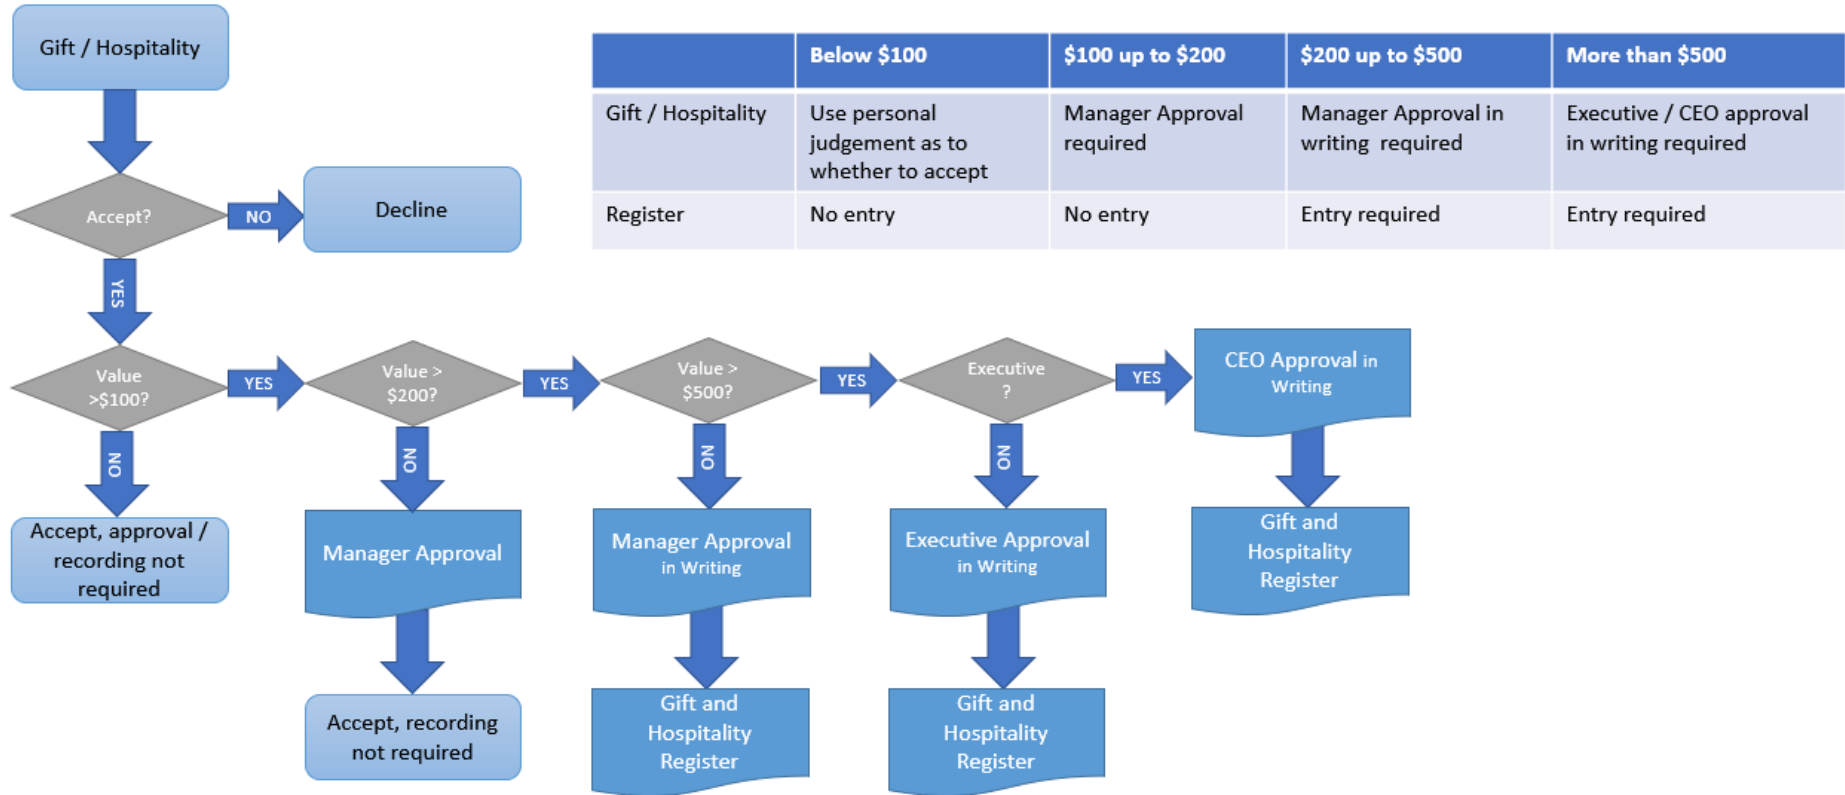 Gift / Hospitality
Accept?
NO
Decline
YES
Below $100
$100 up to $200
$200 up to $500
More than $500
Gift / Hospitality
Use personal
judgement as to
whether to accept
Manager Approval
required
Manager Approval in
writing required
Executive / CEO approval
in writing required
Register
No entry
No entry
Entry required
Entry required
Value
>$100?
YES
Value >
$200?
YES
Value >
$500?
YES
Executive
?
YES
CEO Approval in
Writing
NO
NO
NO
NO
Accept, approval /
recording not
required
Manager Approval
Manager Approval
in Writing
Executive Approval
in Writing
Gift and
Hospitality
Register
Accept, recording
not required
Gift and
Hospitality
Register
Gift and
Hospitality
Register